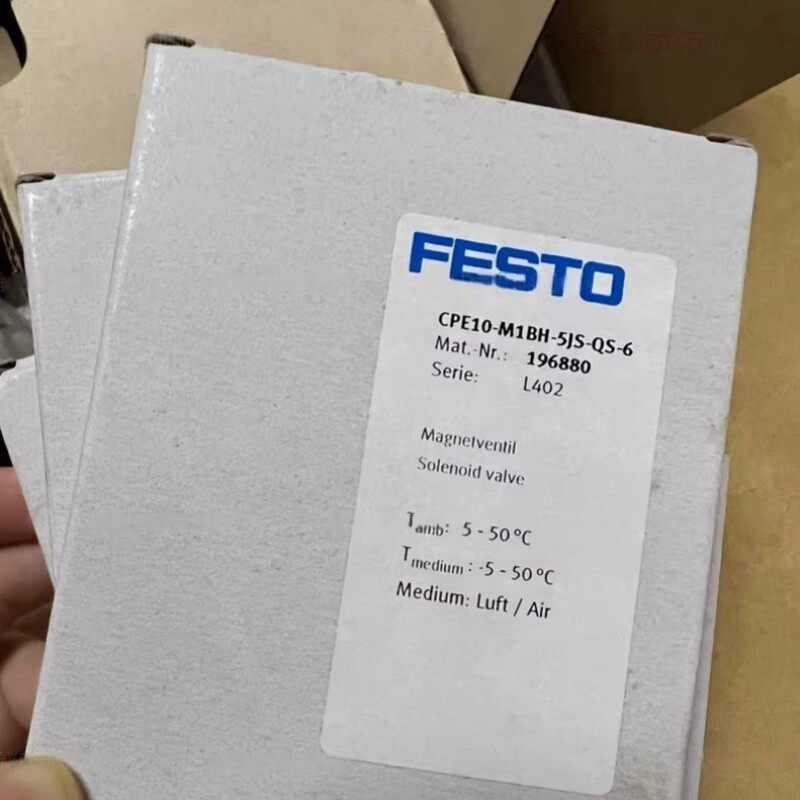 FESTO
CPE10-M1BH-5JS-QS-6
Mat.-Nr.: 196880
Serie: L402
Magnetventil
Solenoid valve
Tamb: 5 - 50 °C
Tmedium : -5 - 50 °C
Medium: Luft / Air